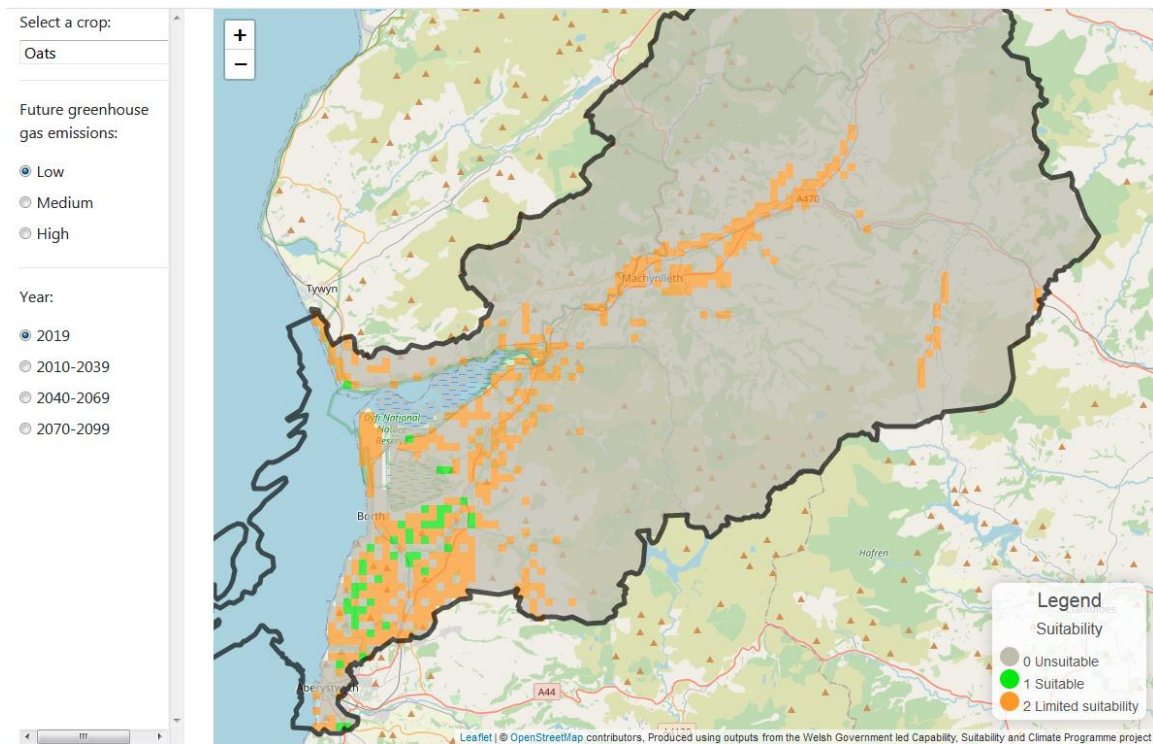 Select a crop:
Oats
Future greenhouse
gas emissions:
Low
Medium
High
Year:
2019
2010-2039
2040-2069
2070-2099
+
−
A470
Machynlleth
Tywyn
Dyfi National
Nature
Reserve
Borth
Hafren
Aberystwyth
A44
Legend
Suitability
0 Unsuitable
1 Suitable
2 Limited suitability
Leaflet | © OpenStreetMap contributors, Produced using outputs from the Welsh Government led Capability, Suitability and Climate Programme project